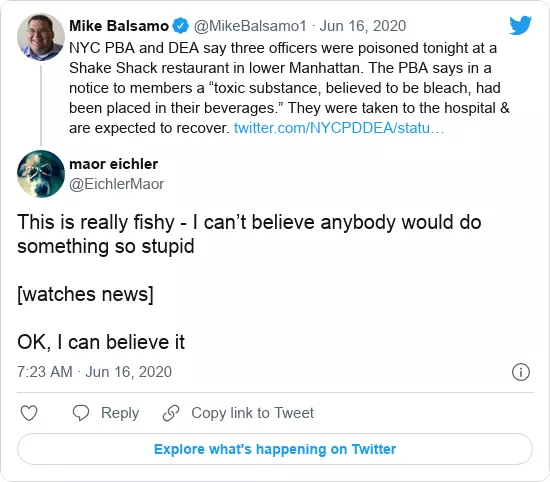 Mike Balsamo @MikeBalsamo1 · Jun 16, 2020
NYC PBA and DEA say three officers were poisoned tonight at a
Shake Shack restaurant in lower Manhattan. The PBA says in a
notice to members a “toxic substance, believed to be bleach, had
been placed in their beverages.” They were taken to the hospital &
are expected to recover. twitter.com/NYCPDDEA/statu…
maor eichler
@EichlerMaor
This is really fishy - I can’t believe anybody would do
something so stupid
[watches news]
OK, I can believe it
7:23 AM · Jun 16, 2020
Reply
Copy link to Tweet
Explore what's happening on Twitter